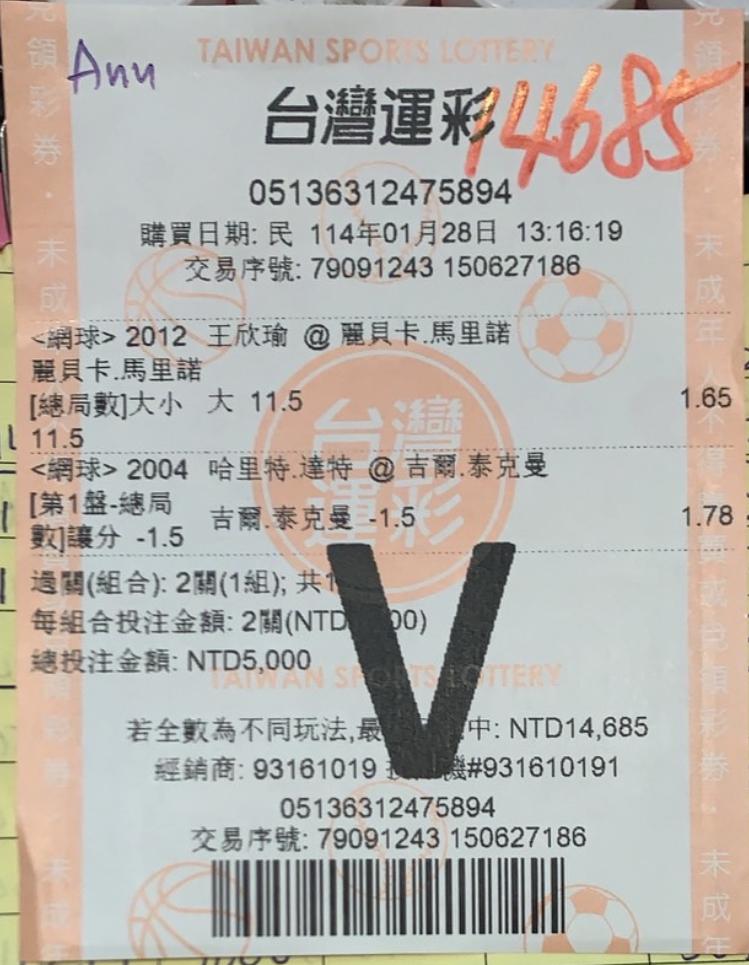 Ann
TAIWAN SPORTS LOTTERY
台灣運彩
14685
05136312475894
購買日期: 民 114年01月28日 13:16:19
交易序號: 79091243 150627186
<網球> 2012 王欣瑜 @ 麗貝卡.馬里諾
麗貝卡.馬里諾
[總局數]大小 大 11.5 1.65
11.5
<網球> 2004 哈里特.達特 @ 吉爾.泰克曼
[第1盤-總局
數]讓分 -1.5 吉爾.泰克曼 -1.5 1.78
台灣
運彩
過關(組合): 2關(1組); 共1
每組合投注金額: 2關(NTD 00)
總投注金額: NTD5,000
TAIWAN SPORTS LOTTERY
若全數為不同玩法,最 中: NTD14,685
經銷商: 93161019 機#931610191
05136312475894
交易序號: 79091243 150627186
V